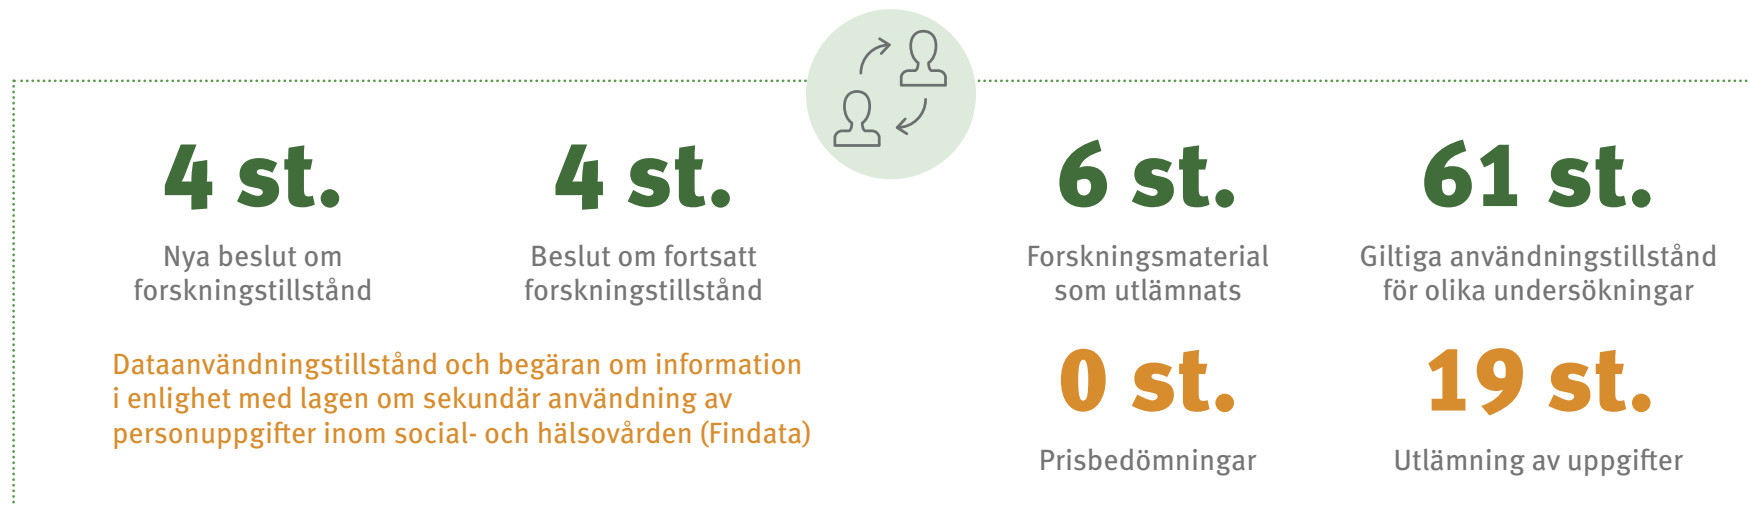 4 st.
Nya beslut om
forskningstillstånd
4 st.
Beslut om fortsatt
forskningstillstånd
6 st.
Forskningsmaterial
som utlämnats
61 st.
Giltiga användningstillstånd
för olika undersökningar
Dataanvändningstillstånd och begäran om information
i enlighet med lagen om sekundär användning av
personuppgifter inom social- och hälsovården (Findata)
0 st.
Prisbedömningar
19 st.
Utlämning av uppgifter